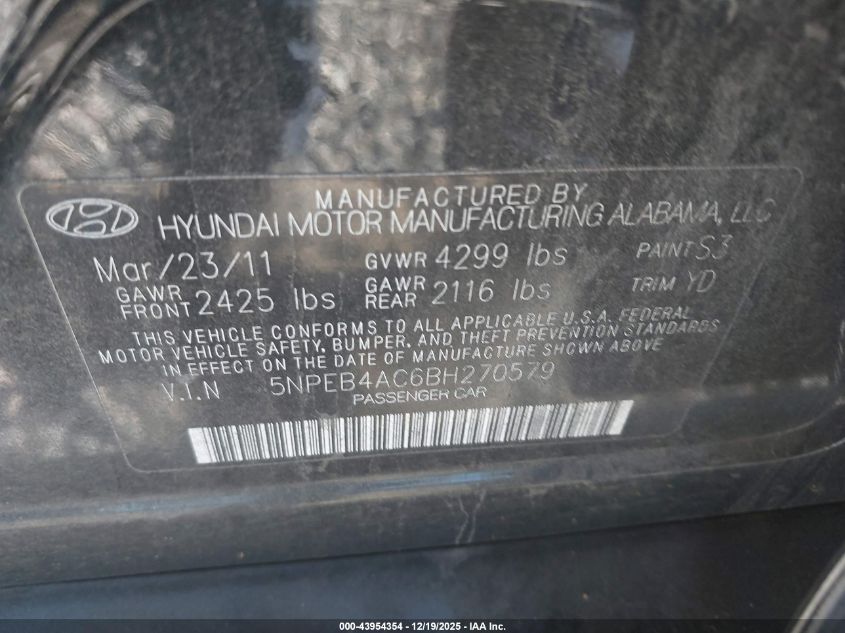 MANUFACTURED BY
HYUNDAI MOTOR MANUFACTURING ALABAMA, LLC
Mar/23/11 GVWR 4299 lbs PAINT S3
GAWR FRONT 2425 lbs GAWR REAR 2116 lbs TRIM YD
THIS VEHICLE CONFORMS TO ALL APPLICABLE U.S.A. FEDERAL
MOTOR VEHICLE SAFETY, BUMPER, AND THEFT PREVENTION STANDARDS
IN EFFECT ON THE DATE OF MANUFACTURE SHOWN ABOVE
V.I.N 5NPEB4AC6BH270579
PASSENGER CAR
000-43954354 - 12/19/2025 - IAA Inc.